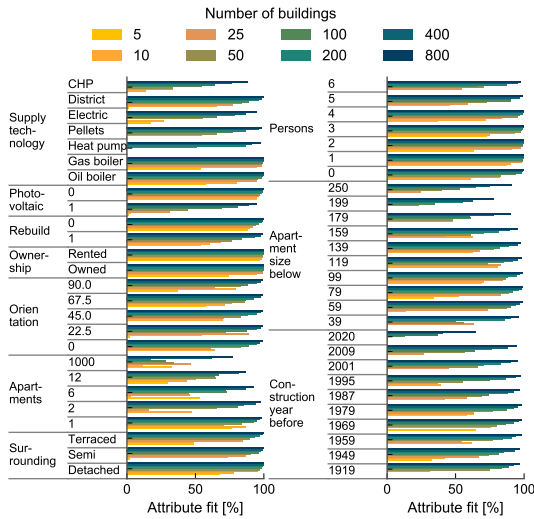 Number of buildings
5 25 100 400
10 50 200 800
Supply
tech-
nology
CHP
District
Electric
Pellets
Heat pump
Gas boiler
Oil boiler
Photo-
voltaic
0
1
Rebuild
0
1
Owner-
ship
Rented
Owned
Orien
tation
90.0
67.5
45.0
22.5
0
Apart-
ments
1000
12
6
2
1
Sur-
rounding
Terraced
Semi
Detached
0 50 100
Attribute fit [%]
Persons
6
5
4
3
2
1
0
Apart-
ment
size
below
250
199
179
159
139
119
99
79
59
39
Con-
struction
year
before
2020
2009
2001
1995
1987
1979
1969
1959
1949
1919
0 50 100
Attribute fit [%]